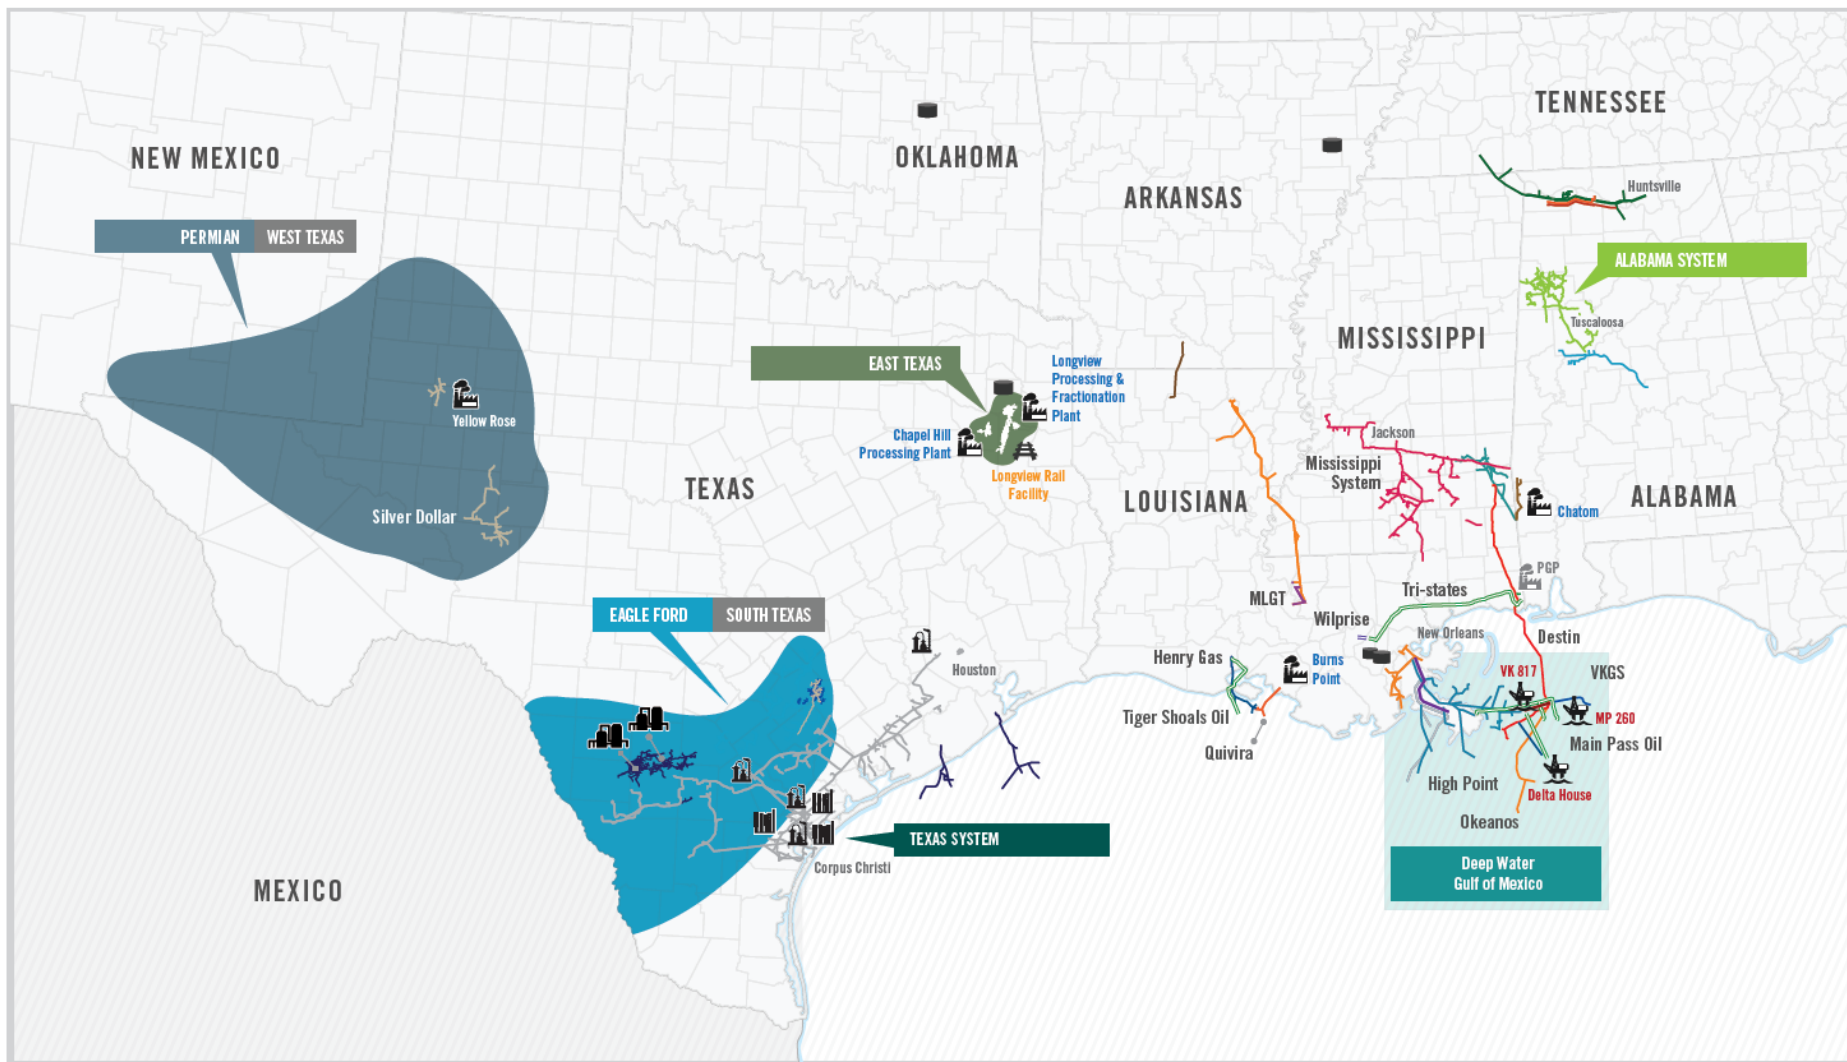 TENNESSEE
NEW MEXICO
OKLAHOMA
ARKANSAS
Huntsville
PERMIAN
WEST TEXAS
ALABAMA SYSTEM
Tuscaloosa
MISSISSIPPI
EAST TEXAS
Longview
Processing &
Fractionation
Plant
Yellow Rose
Chapel Hill
Processing Plant
Jackson
Mississippi
System
Longview Rail
Facility
TEXAS
LOUISIANA
ALABAMA
Silver Dollar
Chatom
PGP
Tri-states
MLGT
EAGLE FORD
SOUTH TEXAS
Wilprise
New Orleans
Destin
Henry Gas
Burns
Point
Houston
VK 817
VKGS
Tiger Shoals Oil
MP 260
Main Pass Oil
Quivira
High Point
Delta House
Okeanos
TEXAS SYSTEM
Corpus Christi
Deep Water
Gulf of Mexico
MEXICO